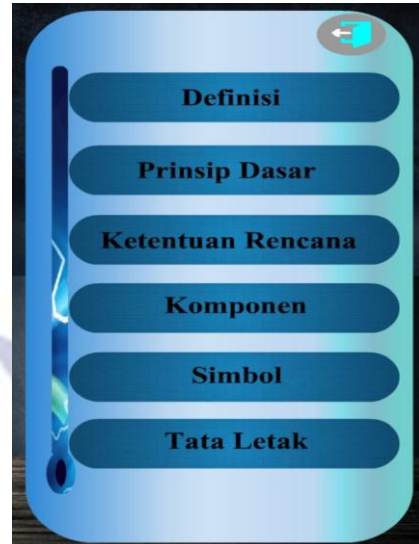 Definisi
Prinsip Dasar
Ketentuan Rencana
Komponen
Simbol
Tata Letak